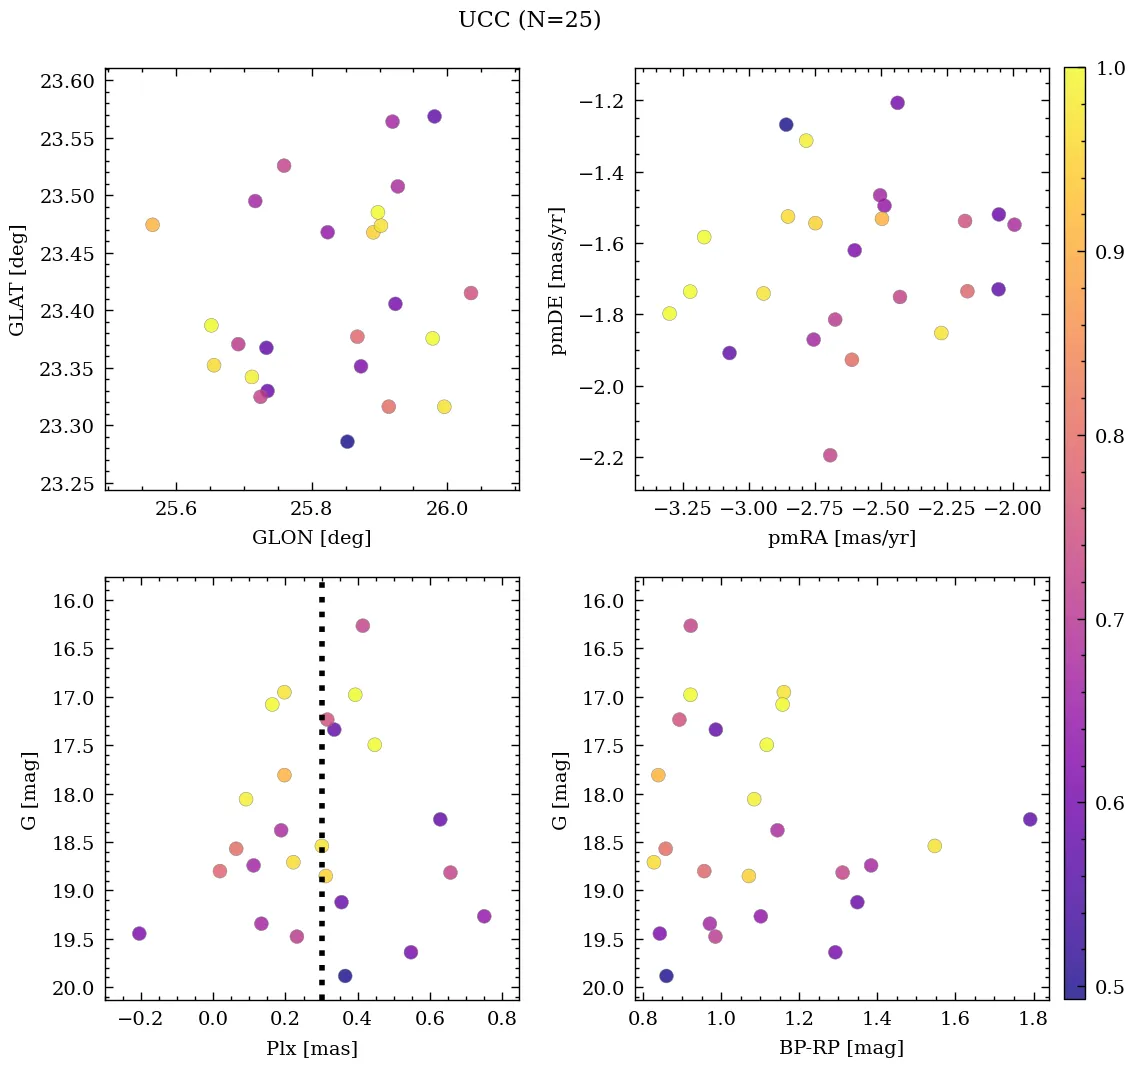 UCC (N=25)
23.60
23.55
23.50
23.45
23.40
23.35
23.30
23.25
GLAT [deg]
25.6 25.8 26.0
GLON [deg]
−1.2
−1.4
−1.6
−1.8
−2.0
−2.2
pmDE [mas/yr]
−3.25 −3.00 −2.75 −2.50 −2.25 −2.00
pmRA [mas/yr]
1.0
0.9
0.8
0.7
0.6
0.5
16.0
16.5
17.0
17.5
18.0
18.5
19.0
19.5
20.0
G [mag]
−0.2 0.0 0.2 0.4 0.6 0.8
Plx [mas]
16.0
16.5
17.0
17.5
18.0
18.5
19.0
19.5
20.0
G [mag]
0.8 1.0 1.2 1.4 1.6 1.8
BP-RP [mag]